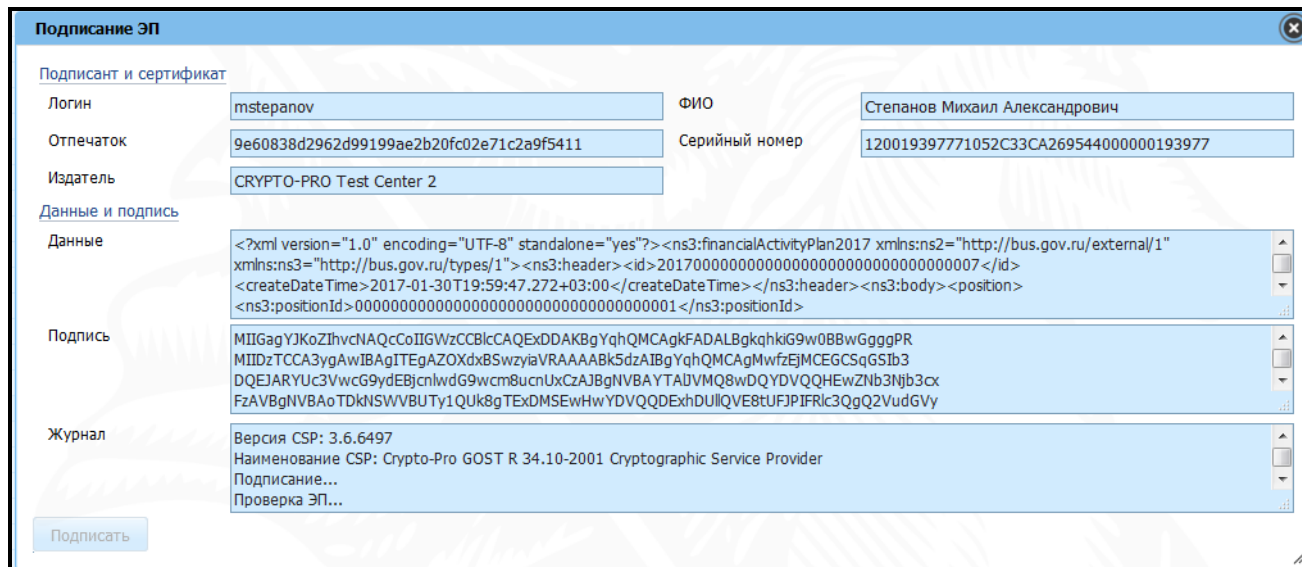 Подписание ЭП
Подписант и сертификат
Логин mstepanov ФИО Степанов Михаил Александрович
Отпечаток 9e60838d2962d99199ae2b20fc02e71c2a9f5411 Серийный номер 120019397771052C33CA269544000000193977
Издатель CRYPTO-PRO Test Center 2
Данные и подпись
Данные <?xml version="1.0" encoding="UTF-8" standalone="yes"?><ns3:financialActivityPlan2017 xmlns:ns2="http://bus.gov.ru/external/1"
xmlns:ns3="http://bus.gov.ru/types/1"><ns3:header><id>20170000000000000000000000000000007</id>
<createDateTime>2017-01-30T19:59:47.272+03:00</createDateTime></ns3:header><ns3:body><position>
<ns3:positionId>00000000000000000000000000000000001</ns3:positionId>
Подпись MIIGagYJKoZIhvcNAQcCoIIGWzCCBlcCAQExDDAKBgYqhQMCAgkFADALBgkqhkiG9w0BBwGgggPR
MIIDzTCCA3ygAwIBAgITEgAZOXdxBSwzyiaVRAAAABk5dzAIBgYqhQMCAgMwfzEjMCEGCSqGSIb3
DQEJARYUc3VwcG9ydEBjcnlwdG9wcm8ucnUxCzAJBgNVBAYTAlJVMQ8wDQYDVQQHEwZNb3Njb3cx
FzAVBgNVBAoTDkNSWVBUTy1QUk8gTExDMSEwHwYDVQQDExhDUllQVE8tUFJPIFRlc3QgQ2VudGVy
Журнал Версия CSP: 3.6.6497
Наименование CSP: Crypto-Pro GOST R 34.10-2001 Cryptographic Service Provider
Подписание...
Проверка ЭП...
Подписать